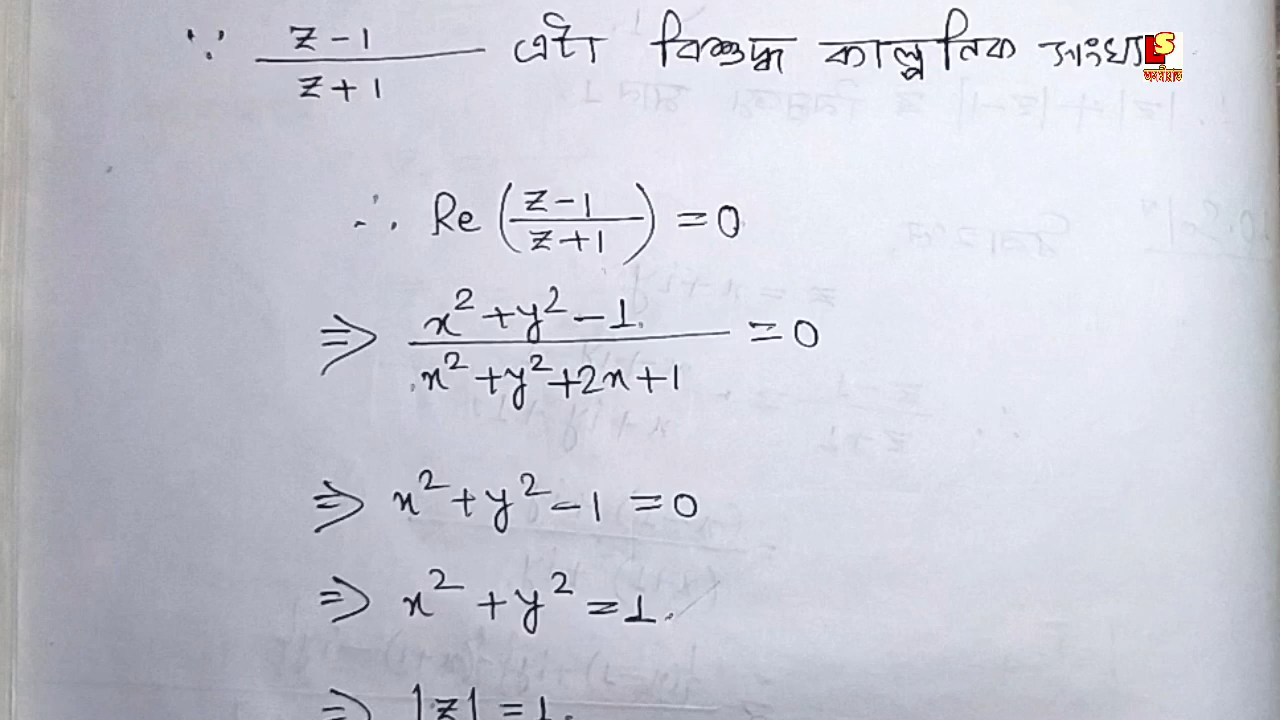 ∵ (z-1)/(z+1) এটা বিশুদ্ধ কাল্পনিক সংখ্যা
∴ Re((z-1)/(z+1)) = 0
⇒ (x²+y²-1)/(x²+y²+2x+1) = 0
⇒ x²+y²-1 = 0
⇒ x²+y² = 1.
⇒ |z| = 1.
LS